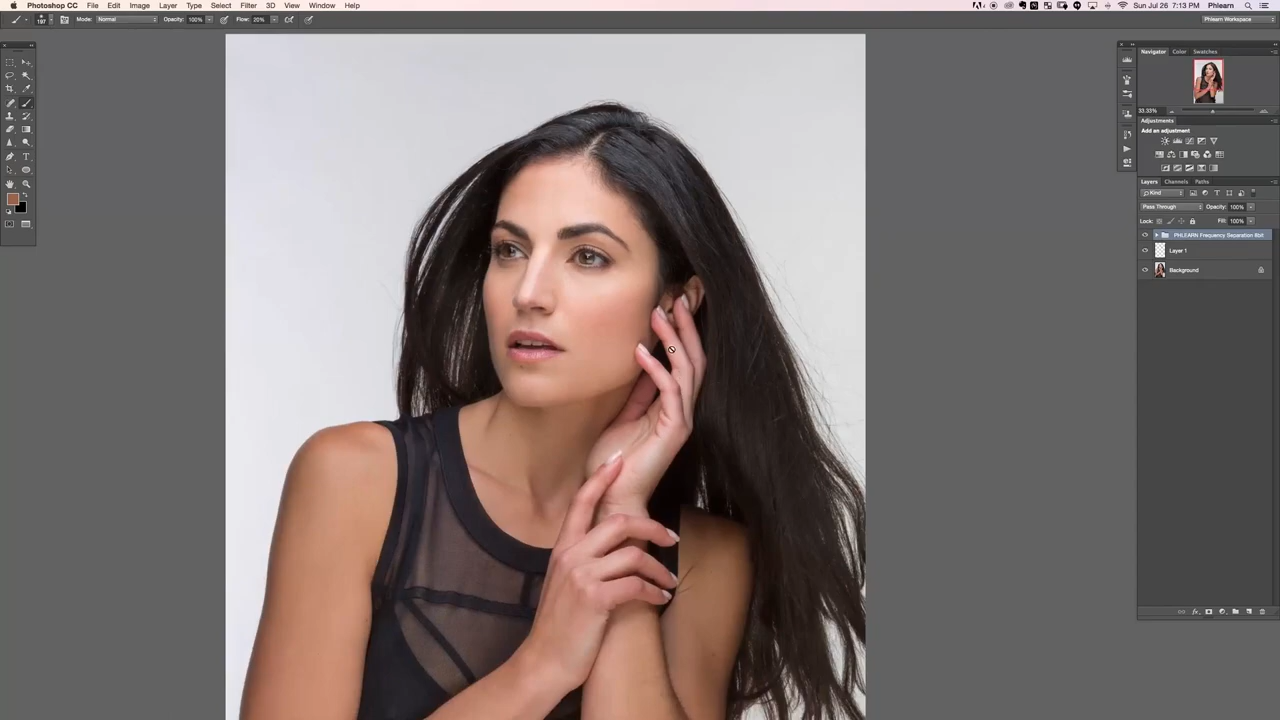 Photoshop CC File Edit Image Layer Type Select Filter 3D View Window Help Sun Jul 26 7:13 PM Phlearn
197 Mode: Normal Opacity: 100% Flow: 20% Phlearn Workspace
Navigator Color Swatches
33.33%
Adjustments
Add an adjustment
Layers Channels Paths
Kind
Pass Through Opacity: 100%
Lock: Fill: 100%
PHLEARN Frequency Separation 8bit
Layer 1
Background